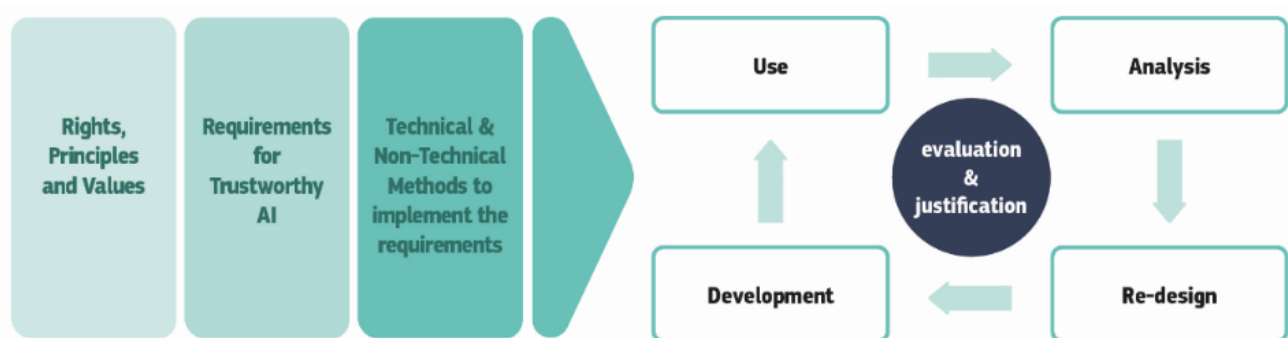 Rights,
Principles
and Values
Requirements
for
Trustworthy
AI
Technical &
Non-Technical
Methods to
implement the
requirements
Use
Analysis
evaluation
&
justification
Development
Re-design